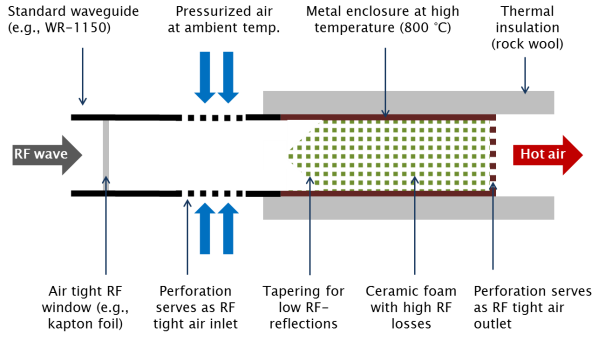 Standard waveguide
(e.g., WR-1150)
Pressurized air
at ambient temp.
Metal enclosure at high
temperature (800 °C)
Thermal
insulation
(rock wool)
RF wave
Hot air
Air tight RF
window (e.g.,
kapton foil)
Perforation
serves as RF
tight air inlet
Tapering for
low RF-
reflections
Ceramic foam
with high RF
losses
Perforation serves
as RF tight air
outlet